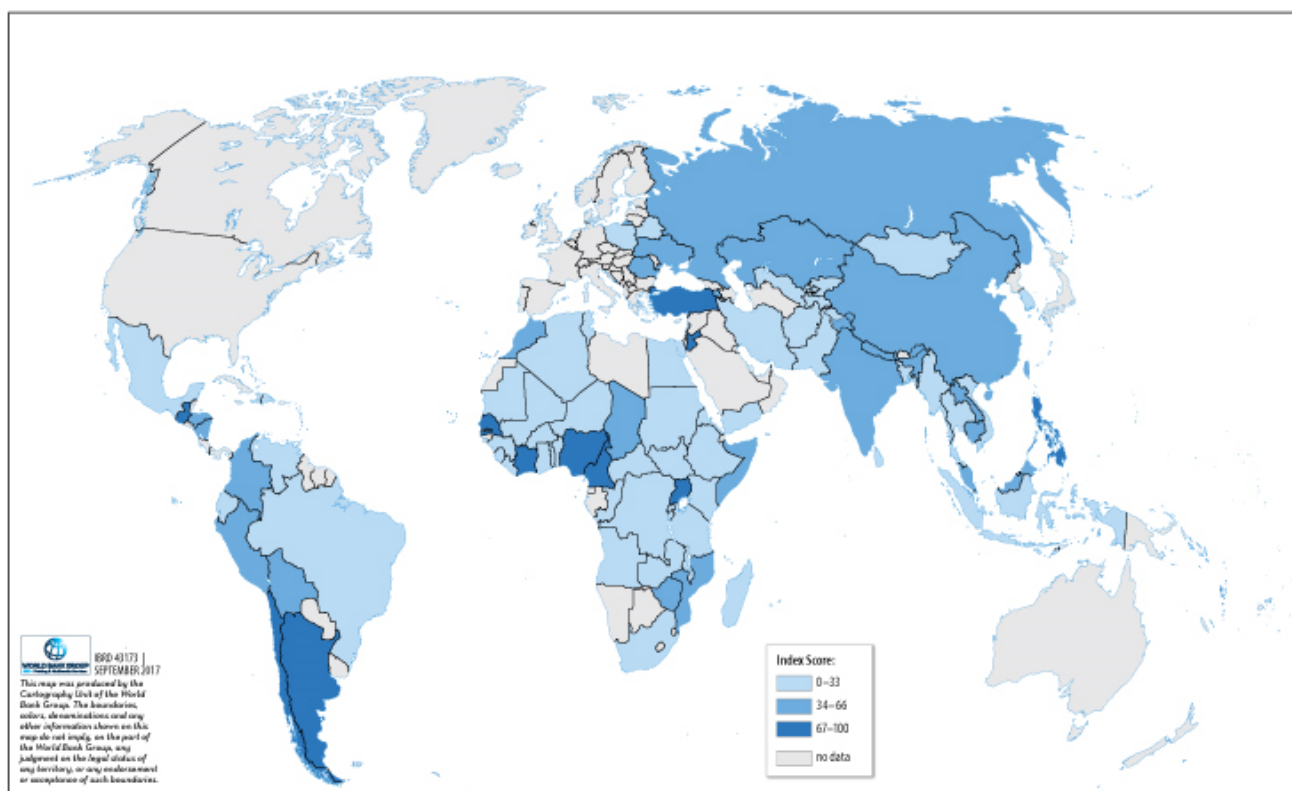 WORLD BANK GROUP
IBRD 43173 |
SEPTEMBER 2017
This map was produced by the
Cartography Unit of the World
Bank Group. The boundaries,
colors, denominations and any
other information shown on this
map do not imply, on the part of
the World Bank Group, any
judgment on the legal status of
any territory, or any endorsement
or acceptance of such boundaries.
Index Score:
0–33
34–66
67–100
no data